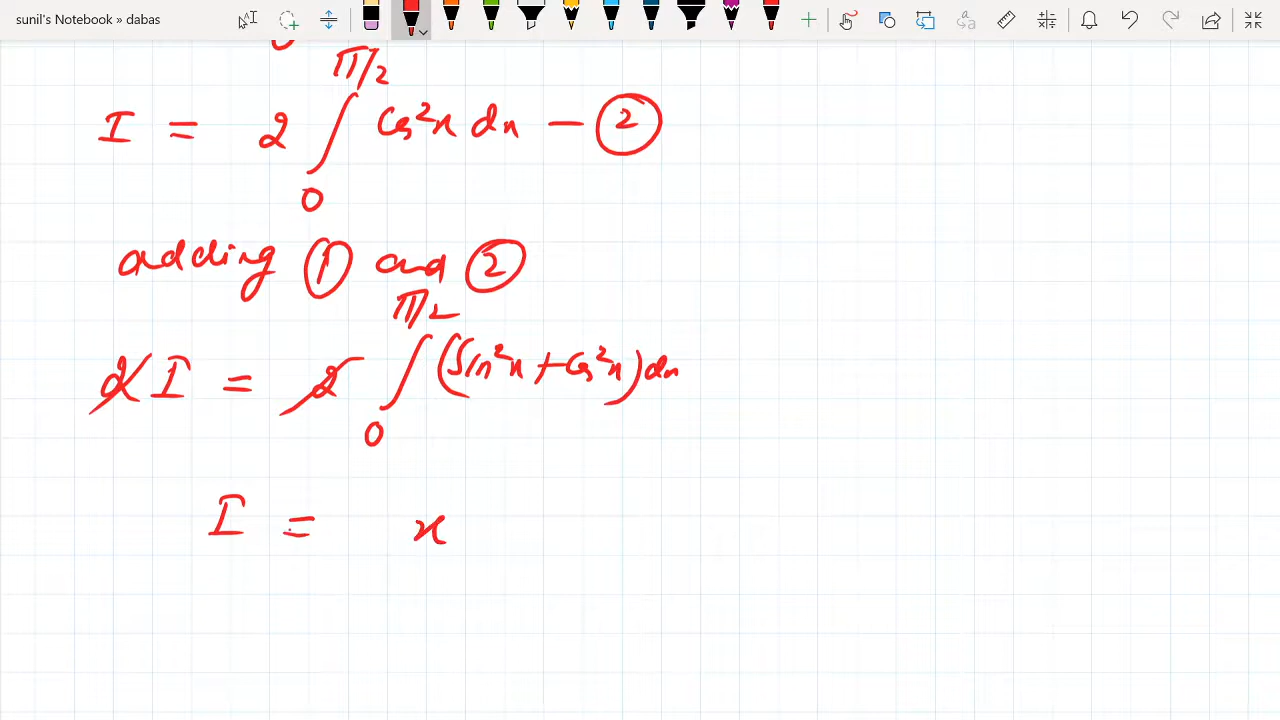 sunil's Notebook » dabas
I = 2 ∫₀^(π/2) cos²x dx — ②
adding ① and ②
2I = 2 ∫₀^(π/2) (sin²x + cos²x) dx
I = x